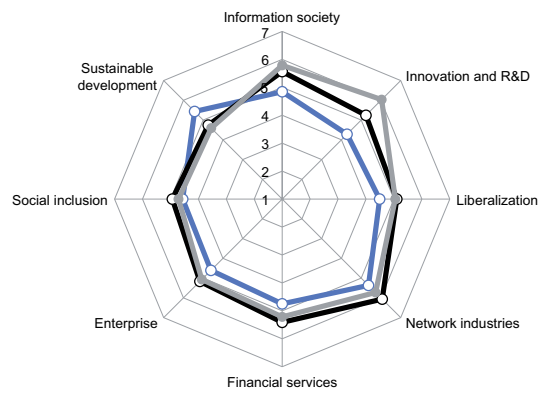 Information society
7
6
5
4
3
2
1
Innovation and R&D
Liberalization
Network industries
Financial services
Enterprise
Social inclusion
Sustainable
development